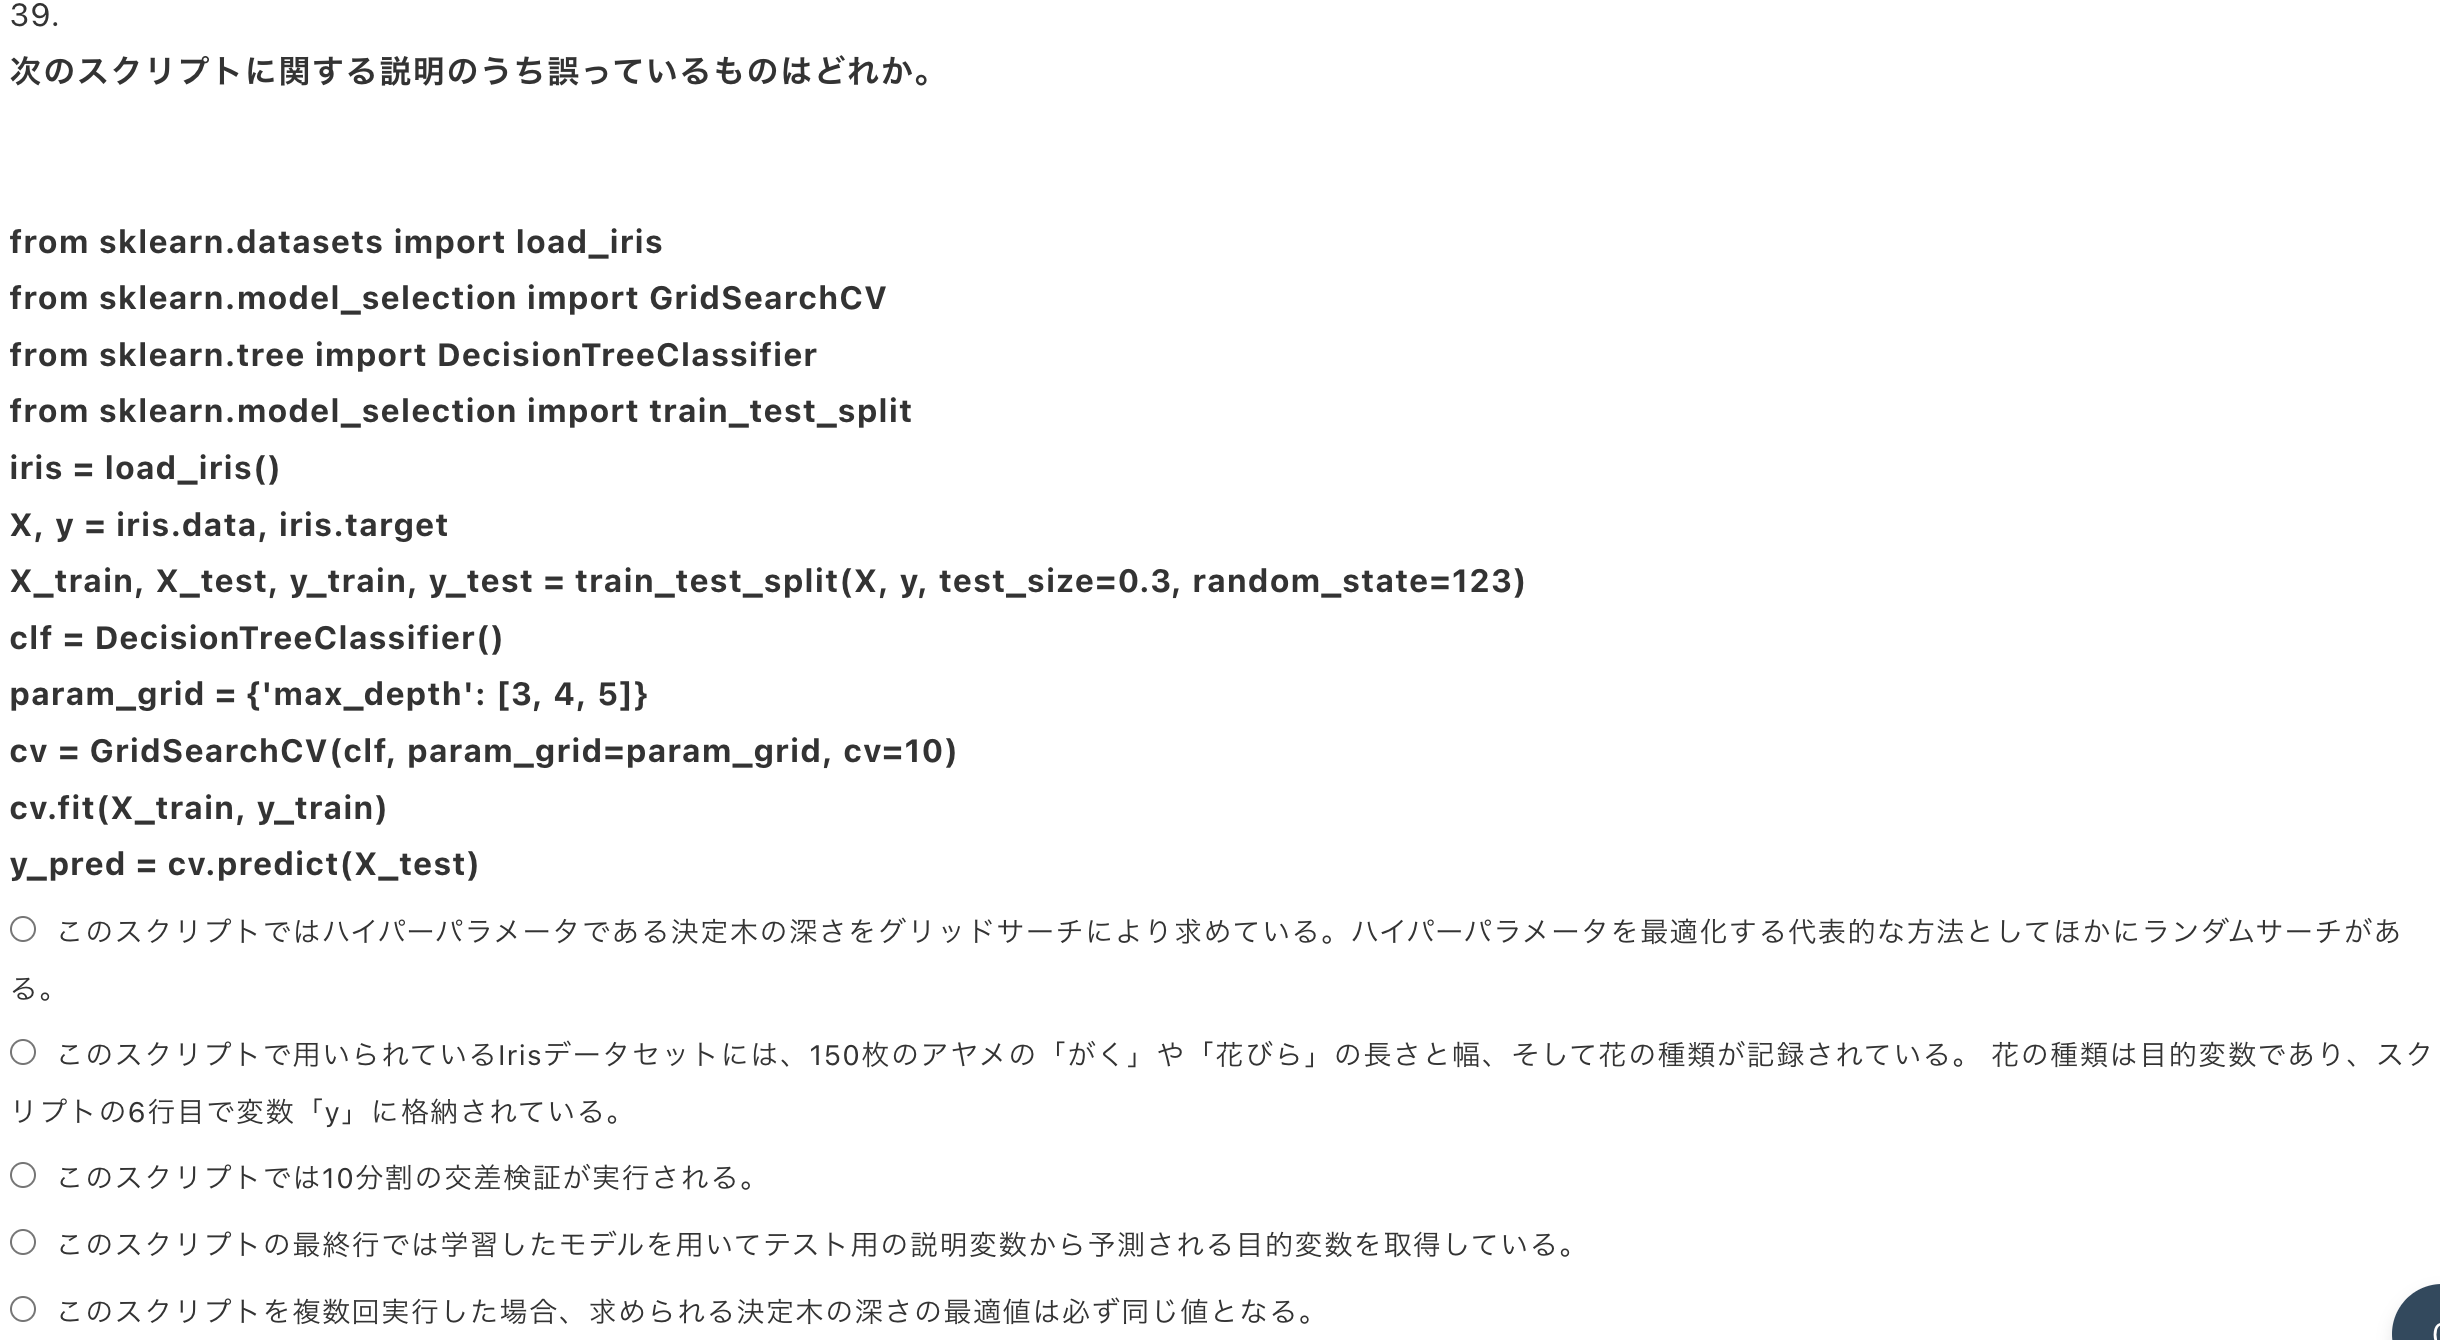 39.
次のスクリプトに関する説明のうち誤っているものはどれか。
from sklearn.datasets import load_iris
from sklearn.model_selection import GridSearchCV
from sklearn.tree import DecisionTreeClassifier
from sklearn.model_selection import train_test_split
iris = load_iris()
X, y = iris.data, iris.target
X_train, X_test, y_train, y_test = train_test_split(X, y, test_size=0.3, random_state=123)
clf = DecisionTreeClassifier()
param_grid = {'max_depth': [3, 4, 5]}
cv = GridSearchCV(clf, param_grid=param_grid, cv=10)
cv.fit(X_train, y_train)
y_pred = cv.predict(X_test)
このスクリプトではハイパーパラメータである決定木の深さをグリッドサーチにより求めている。ハイパーパラメータを最適化する代表的な方法としてほかにランダムサーチがあ
る。
このスクリプトで用いられているIrisデータセットには、150枚のアヤメの「がく」や「花びら」の長さと幅、そして花の種類が記録されている。 花の種類は目的変数であり、スク
リプトの6行目で変数「y」に格納されている。
このスクリプトでは10分割の交差検証が実行される。
このスクリプトの最終行では学習したモデルを用いてテスト用の説明変数から予測される目的変数を取得している。
このスクリプトを複数回実行した場合、求められる決定木の深さの最適値は必ず同じ値となる。